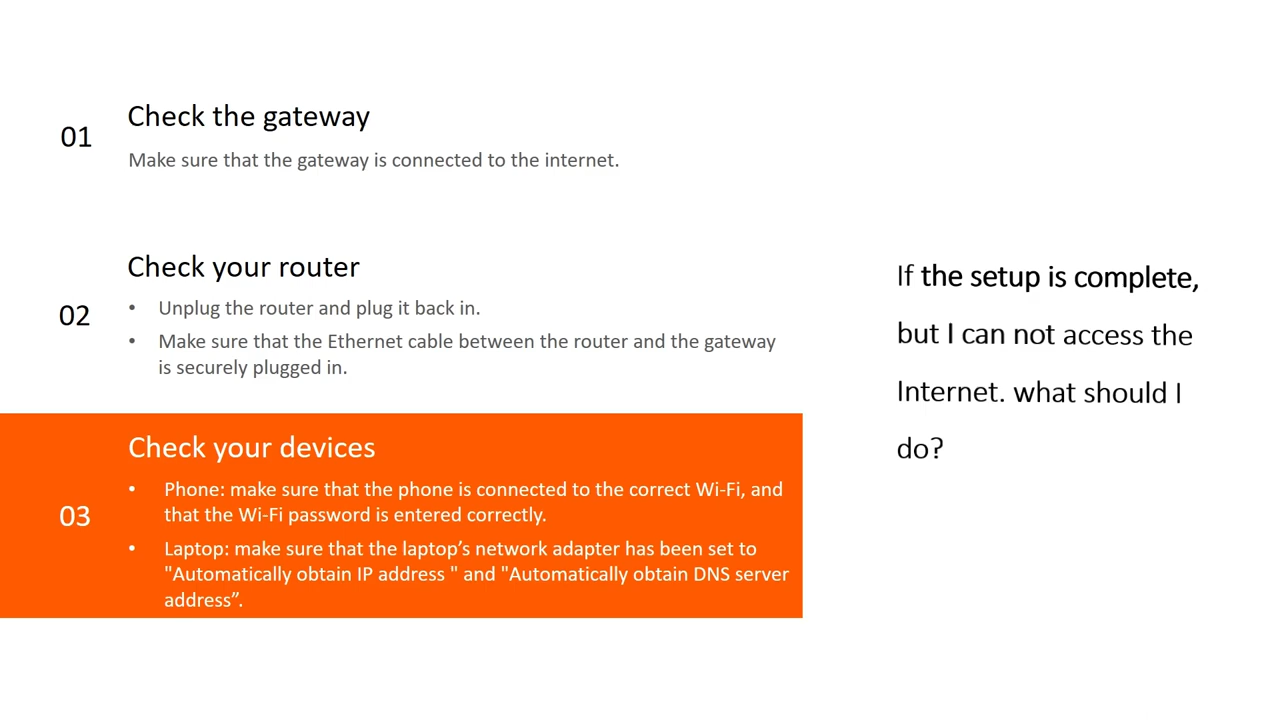 01
Check the gateway
Make sure that the gateway is connected to the internet.
02
Check your router
• Unplug the router and plug it back in.
• Make sure that the Ethernet cable between the router and the gateway
is securely plugged in.
03
Check your devices
• Phone: make sure that the phone is connected to the correct Wi-Fi, and
that the Wi-Fi password is entered correctly.
• Laptop: make sure that the laptop’s network adapter has been set to
"Automatically obtain IP address " and "Automatically obtain DNS server
address”.
If the setup is complete,
but I can not access the
Internet. what should I
do?